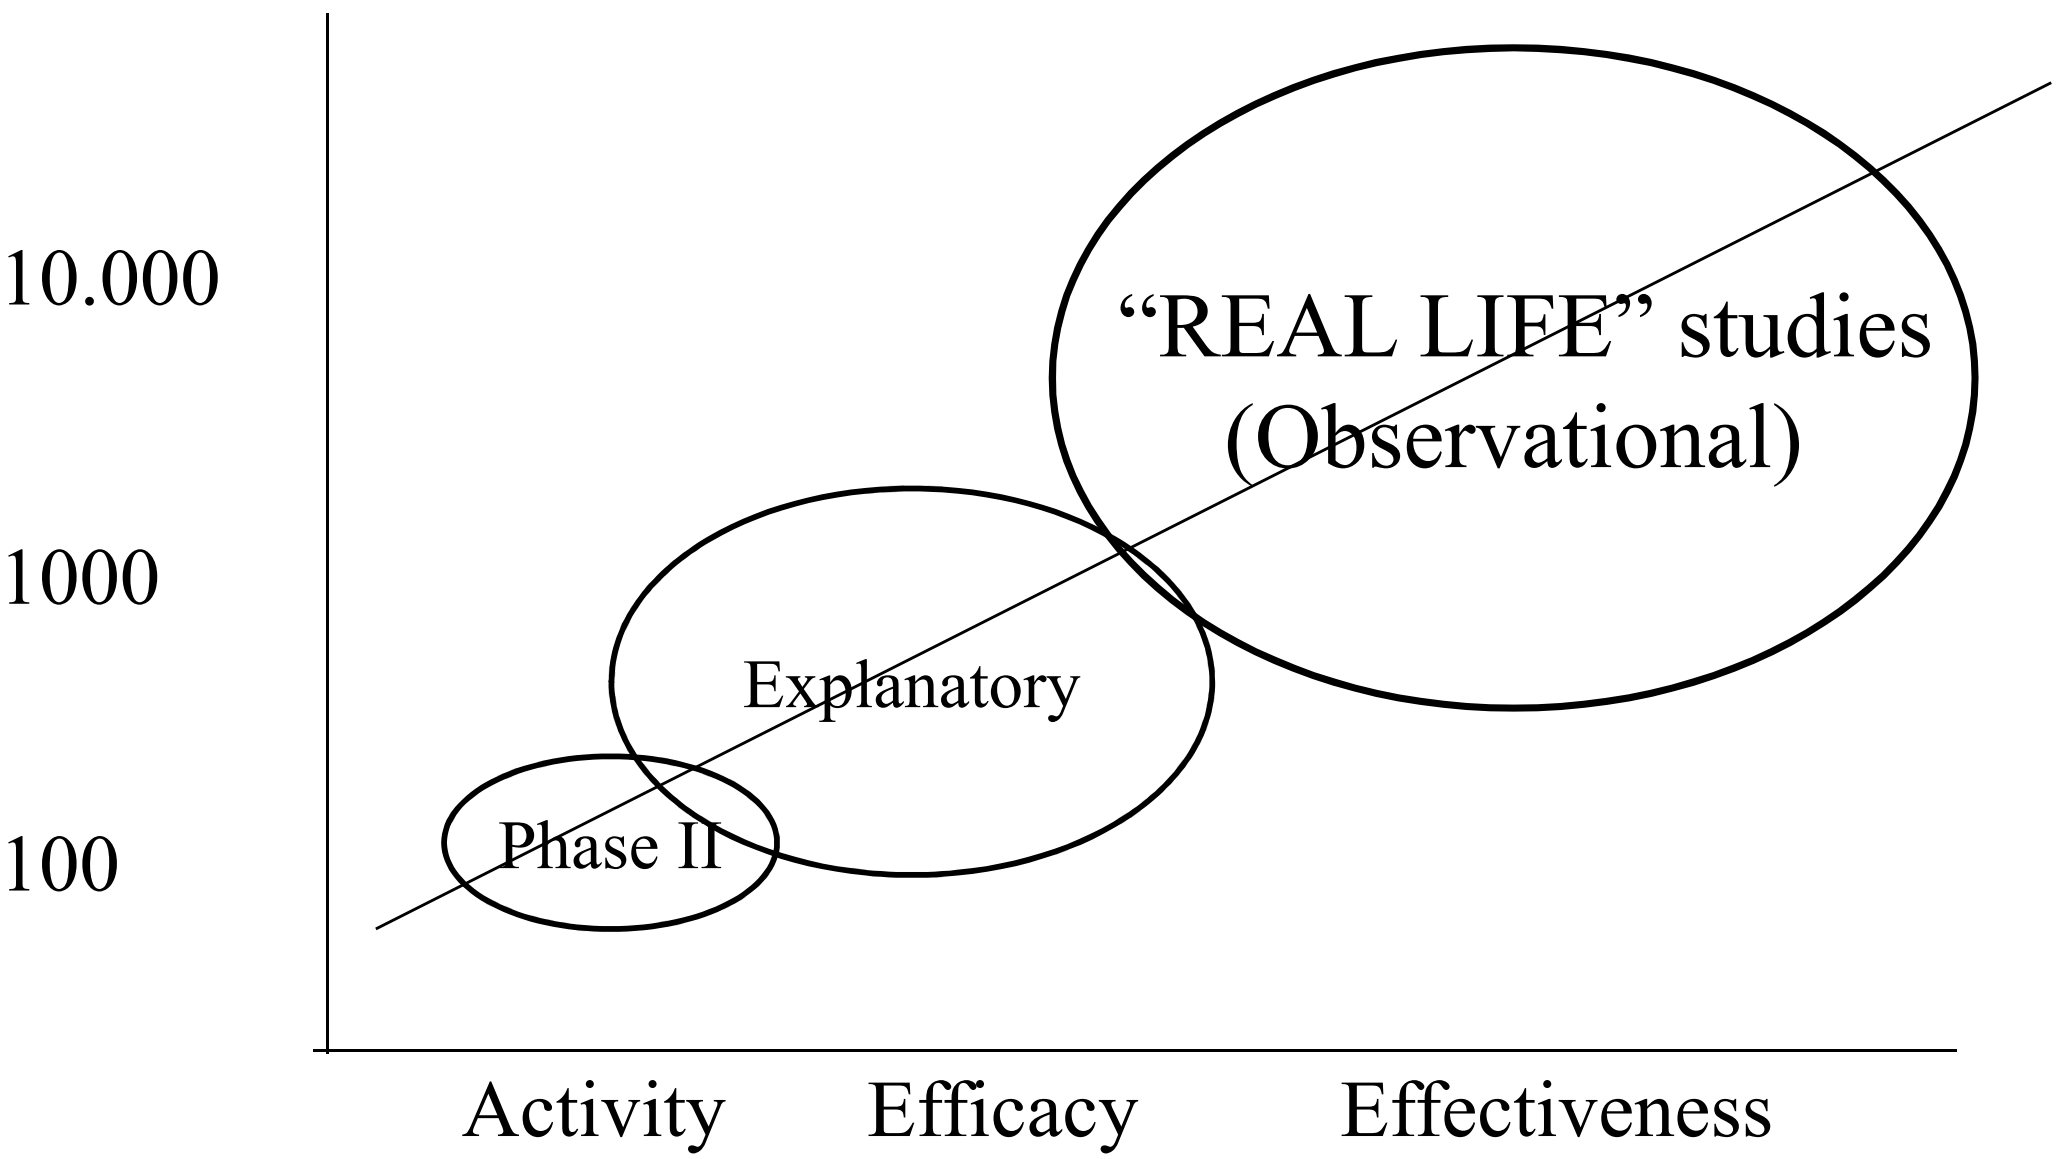 10.000
“REAL LIFE” studies
(Observational)
1000
Explanatory
100
Phase II
Activity
Efficacy
Effectiveness